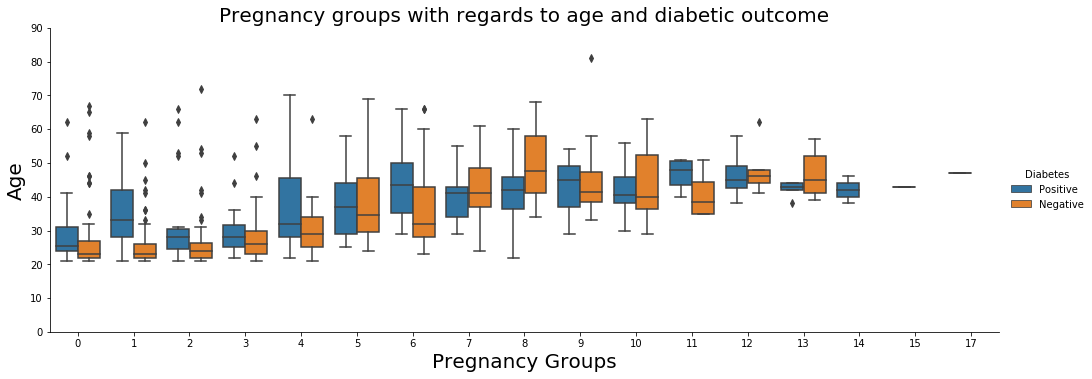 Pregnancy groups with regards to age and diabetic outcome
90
80
70
60
50
40
30
20
10
0
Age
0 1 2 3 4 5 6 7 8 9 10 11 12 13 14 15 17
Pregnancy Groups
Diabetes
Positive
Negative